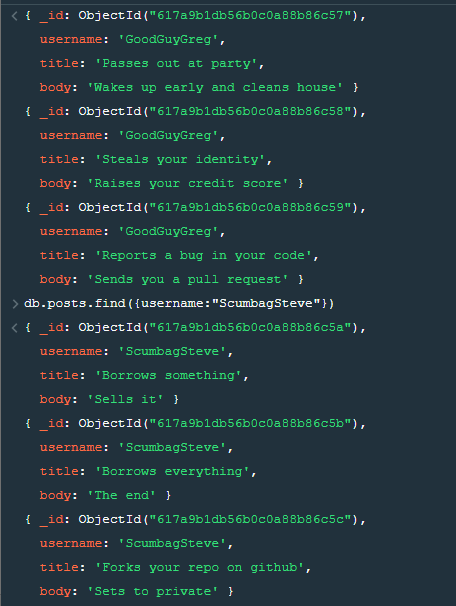 { _id: ObjectId("617a9b1db56b0c0a88b86c57"),
username: 'GoodGuyGreg',
title: 'Passes out at party',
body: 'Wakes up early and cleans house' }
{ _id: ObjectId("617a9b1db56b0c0a88b86c58"),
username: 'GoodGuyGreg',
title: 'Steals your identity',
body: 'Raises your credit score' }
{ _id: ObjectId("617a9b1db56b0c0a88b86c59"),
username: 'GoodGuyGreg',
title: 'Reports a bug in your code',
body: 'Sends you a pull request' }
db.posts.find({username:"ScumbagSteve"})
{ _id: ObjectId("617a9b1db56b0c0a88b86c5a"),
username: 'ScumbagSteve',
title: 'Borrows something',
body: 'Sells it' }
{ _id: ObjectId("617a9b1db56b0c0a88b86c5b"),
username: 'ScumbagSteve',
title: 'Borrows everything',
body: 'The end' }
{ _id: ObjectId("617a9b1db56b0c0a88b86c5c"),
username: 'ScumbagSteve',
title: 'Forks your repo on github',
body: 'Sets to private' }